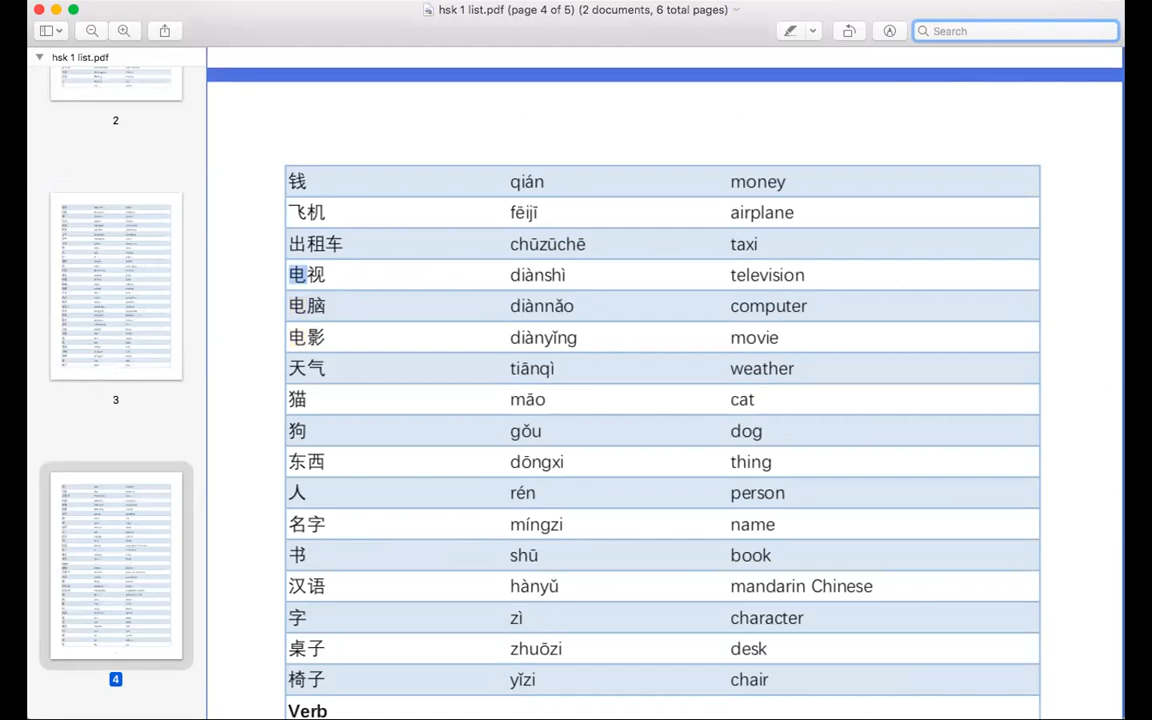 hsk 1 list.pdf (page 4 of 5) (2 documents, 6 total pages)
Search
hsk 1 list.pdf
2
3
4
钱 qián money
飞机 fēijī airplane
出租车 chūzūchē taxi
电视 diànshì television
电脑 diànnǎo computer
电影 diànyǐng movie
天气 tiānqì weather
猫 māo cat
狗 gǒu dog
东西 dōngxi thing
人 rén person
名字 míngzi name
书 shū book
汉语 hànyǔ mandarin Chinese
字 zì character
桌子 zhuōzi desk
椅子 yǐzi chair
Verb